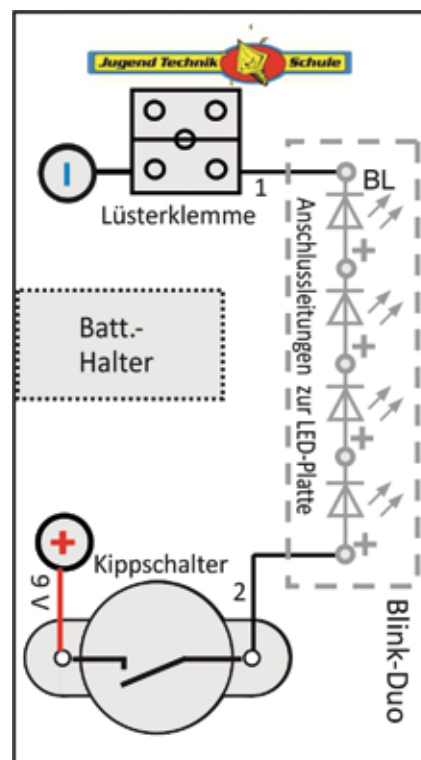 Jugend Technik Schule
−
1
BL
Lüsterklemme
Anschlussleitungen zur LED-Platte
+
+
+
+
Batt.-
Halter
+
Kippschalter
9 V
2
Blink-Duo